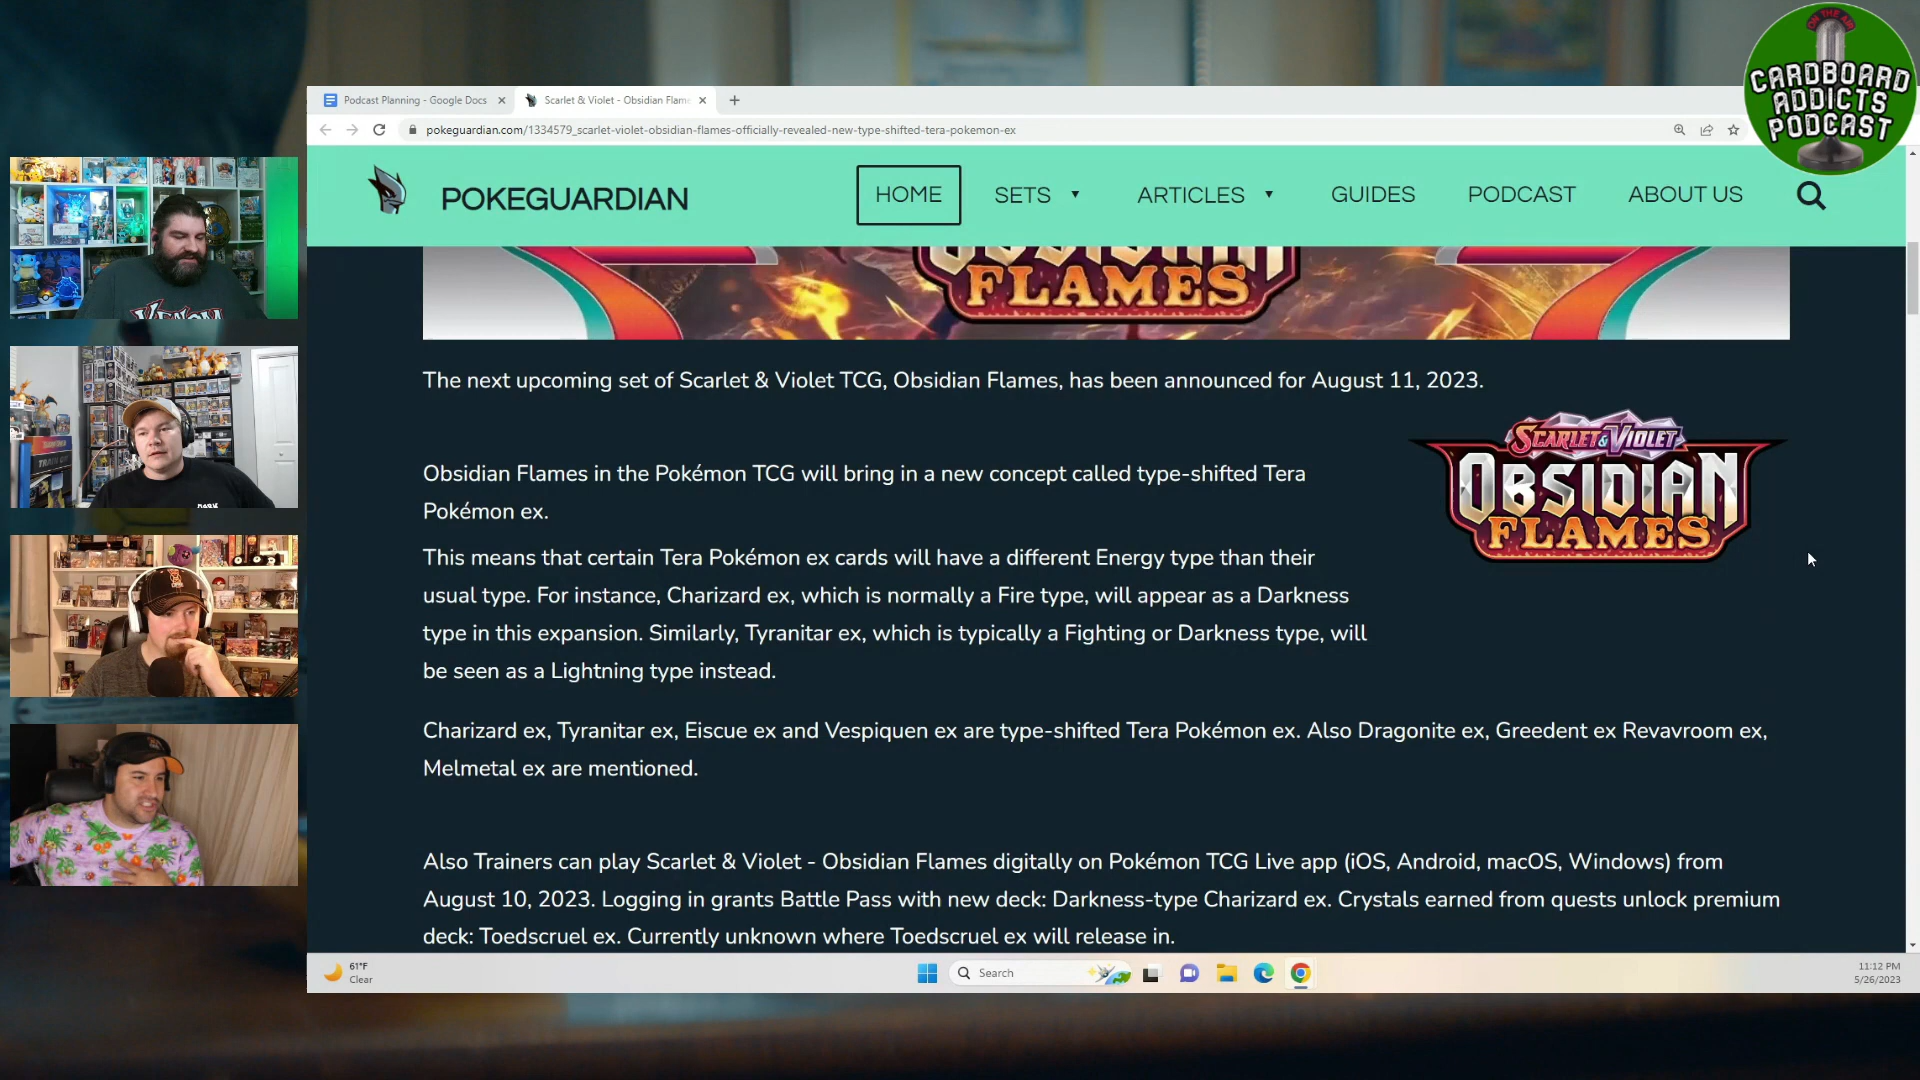 ON THE AIR
CARDBOARD
ADDICTS
PODCAST
Podcast Planning - Google Docs
Scarlet & Violet - Obsidian Flame
pokeguardian.com/1334579_scarlet-violet-obsidian-flames-officially-revealed-new-type-shifted-tera-pokemon-ex
POKEGUARDIAN HOME SETS ARTICLES GUIDES PODCAST ABOUT US
OBSIDIAN
FLAMES
The next upcoming set of Scarlet & Violet TCG, Obsidian Flames, has been announced for August 11, 2023.
SCARLET & VIOLET
OBSIDIAN
FLAMES
Obsidian Flames in the Pokémon TCG will bring in a new concept called type-shifted Tera
Pokémon ex.
This means that certain Tera Pokémon ex cards will have a different Energy type than their
usual type. For instance, Charizard ex, which is normally a Fire type, will appear as a Darkness
type in this expansion. Similarly, Tyranitar ex, which is typically a Fighting or Darkness type, will
be seen as a Lightning type instead.
Charizard ex, Tyranitar ex, Eiscue ex and Vespiquen ex are type-shifted Tera Pokémon ex. Also Dragonite ex, Greedent ex Revavroom ex,
Melmetal ex are mentioned.
Also Trainers can play Scarlet & Violet - Obsidian Flames digitally on Pokémon TCG Live app (iOS, Android, macOS, Windows) from
August 10, 2023. Logging in grants Battle Pass with new deck: Darkness-type Charizard ex. Crystals earned from quests unlock premium
deck: Toedscruel ex. Currently unknown where Toedscruel ex will release in.
61°F
Clear
Search
11:12 PM
5/26/2023
VENOM